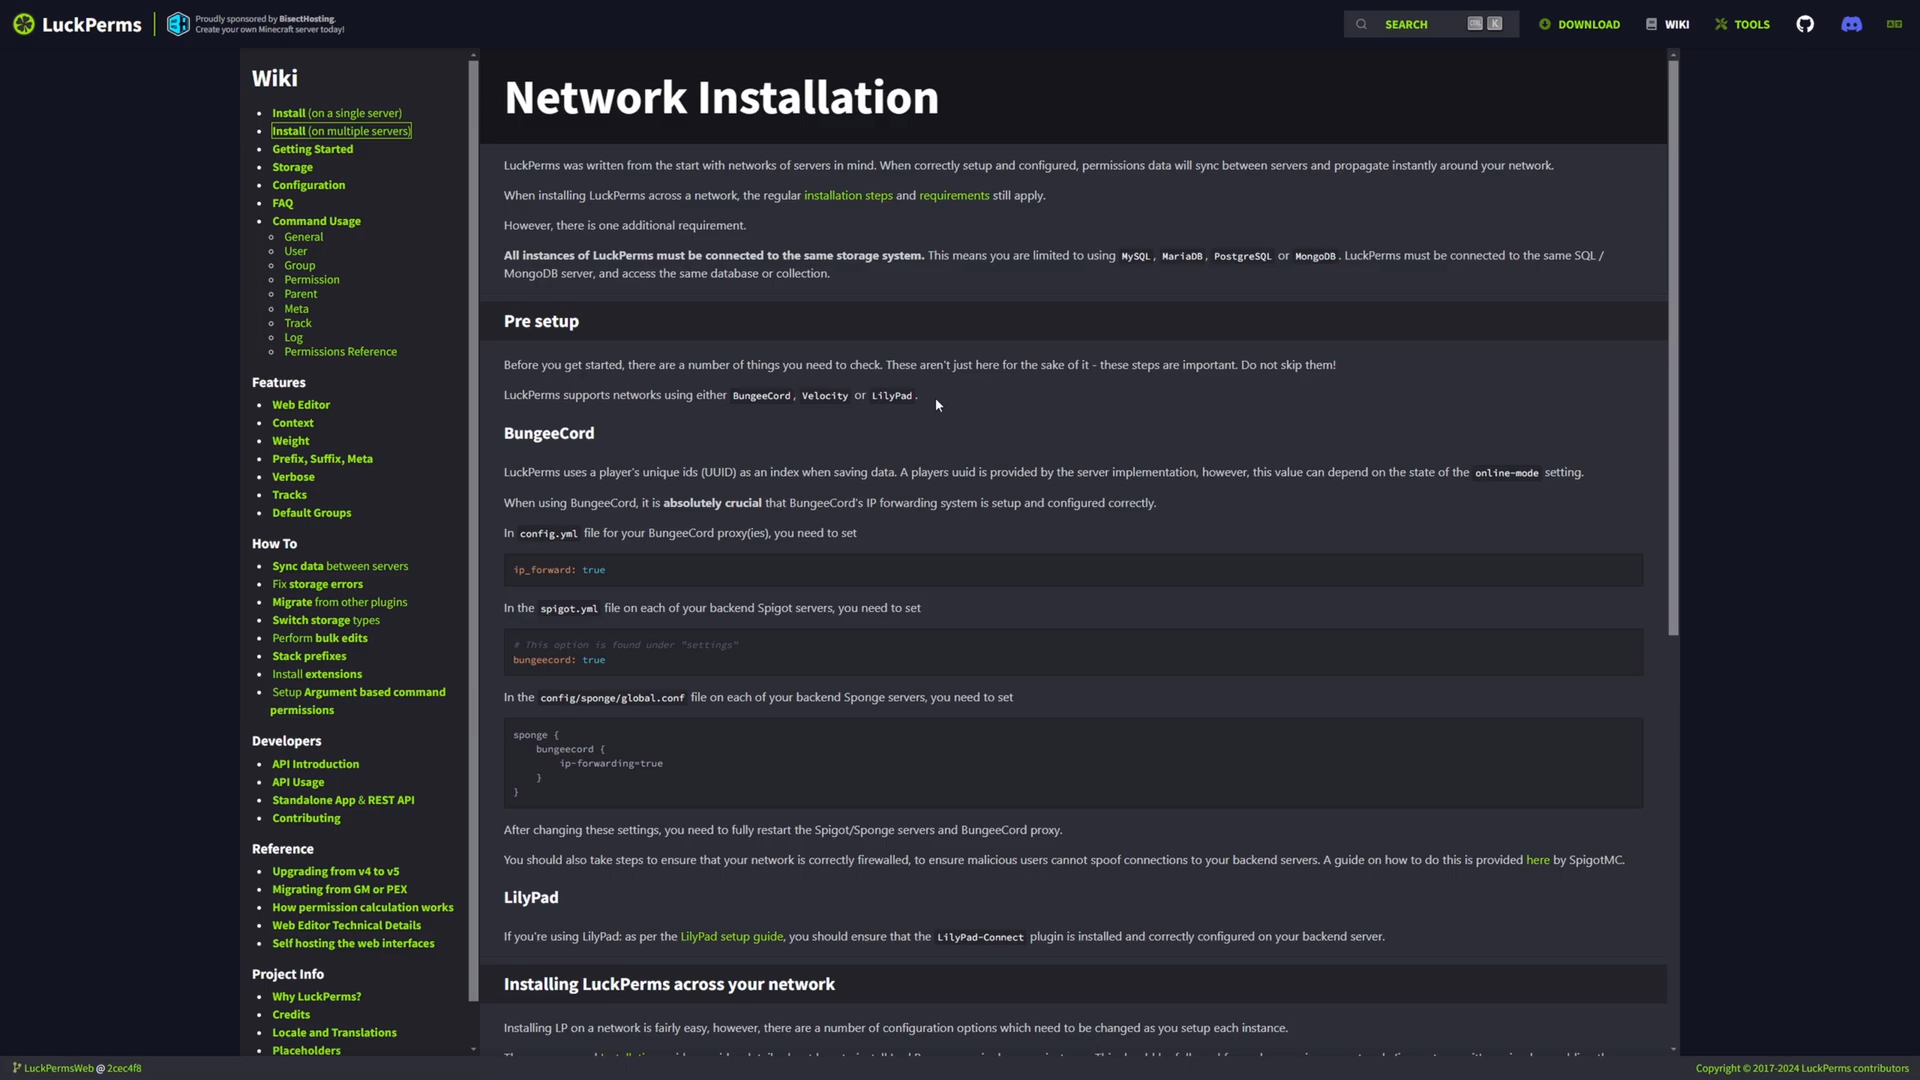 LuckPerms
Proudly sponsored by BisectHosting.
Create your own Minecraft server today!
SEARCH
CTRL K
DOWNLOAD
WIKI
TOOLS
Wiki
Install (on a single server)
Install (on multiple servers)
Getting Started
Storage
Configuration
FAQ
Command Usage
General
User
Group
Permission
Parent
Meta
Track
Log
Permissions Reference
Features
Web Editor
Context
Weight
Prefix, Suffix, Meta
Verbose
Tracks
Default Groups
How To
Sync data between servers
Fix storage errors
Migrate from other plugins
Switch storage types
Perform bulk edits
Stack prefixes
Install extensions
Setup Argument based command
permissions
Developers
API Introduction
API Usage
Standalone App & REST API
Contributing
Reference
Upgrading from v4 to v5
Migrating from GM or PEX
How permission calculation works
Web Editor Technical Details
Self hosting the web interfaces
Project Info
Why LuckPerms?
Credits
Locale and Translations
Placeholders
Network Installation
LuckPerms was written from the start with networks of servers in mind. When correctly setup and configured, permissions data will sync between servers and propagate instantly around your network.
When installing LuckPerms across a network, the regular installation steps and requirements still apply.
However, there is one additional requirement.
All instances of LuckPerms must be connected to the same storage system. This means you are limited to using MySQL, MariaDB, PostgreSQL or MongoDB. LuckPerms must be connected to the same SQL /
MongoDB server, and access the same database or collection.
Pre setup
Before you get started, there are a number of things you need to check. These aren't just here for the sake of it - these steps are important. Do not skip them!
LuckPerms supports networks using either BungeeCord, Velocity or LilyPad.
BungeeCord
LuckPerms uses a player's unique ids (UUID) as an index when saving data. A players uuid is provided by the server implementation, however, this value can depend on the state of the online-mode setting.
When using BungeeCord, it is absolutely crucial that BungeeCord's IP forwarding system is setup and configured correctly.
In config.yml file for your BungeeCord proxy(ies), you need to set
ip_forward: true
In the spigot.yml file on each of your backend Spigot servers, you need to set
# This option is found under "settings"
bungeecord: true
In the config/sponge/global.conf file on each of your backend Sponge servers, you need to set
sponge {
bungeecord {
ip-forwarding=true
}
}
After changing these settings, you need to fully restart the Spigot/Sponge servers and BungeeCord proxy.
You should also take steps to ensure that your network is correctly firewalled, to ensure malicious users cannot spoof connections to your backend servers. A guide on how to do this is provided here by SpigotMC.
LilyPad
If you're using LilyPad: as per the LilyPad setup guide, you should ensure that the LilyPad-Connect plugin is installed and correctly configured on your backend server.
Installing LuckPerms across your network
Installing LP on a network is fairly easy, however, there are a number of configuration options which need to be changed as you setup each instance.
LuckPermsWeb @ 2cec4f8
Copyright © 2017-2024 LuckPerms contributors